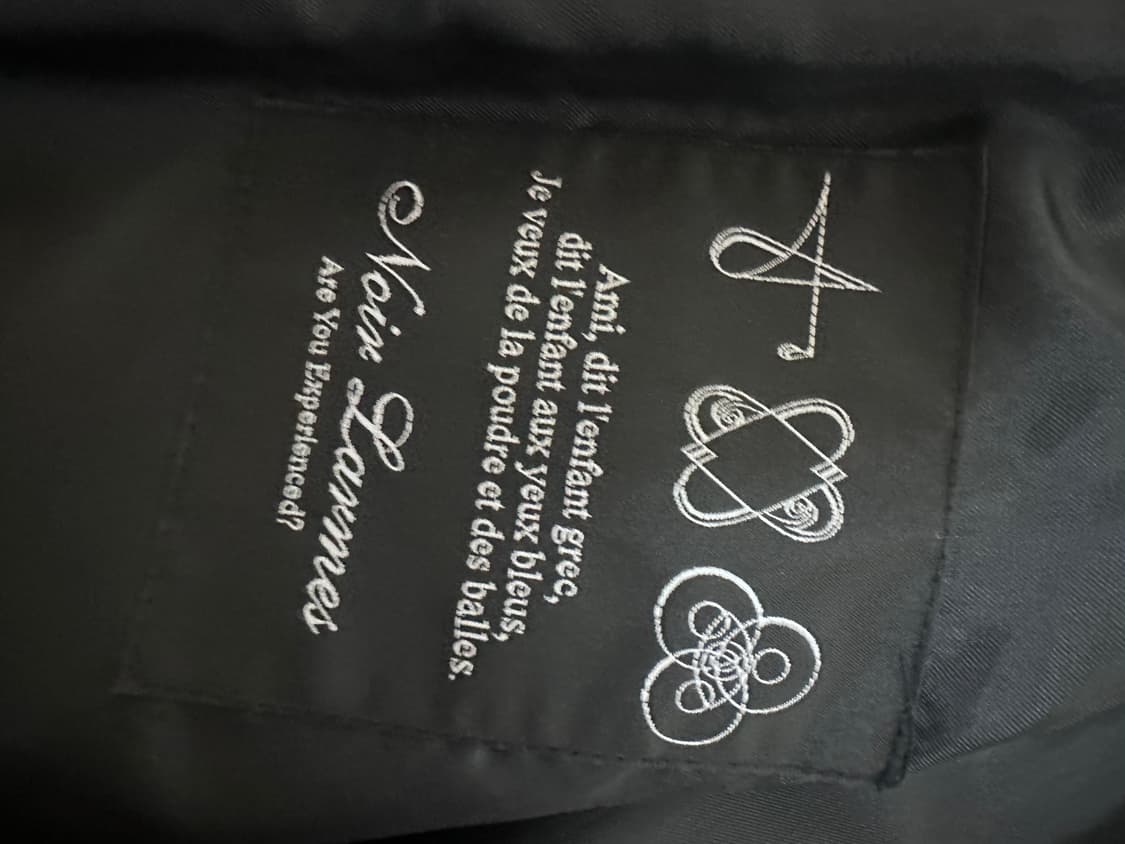 Ami, dit l'enfant grec,
dit l'enfant aux yeux bleus,
Je veux de la poudre et des balles.
Noir Larmes
Are You Experienced?